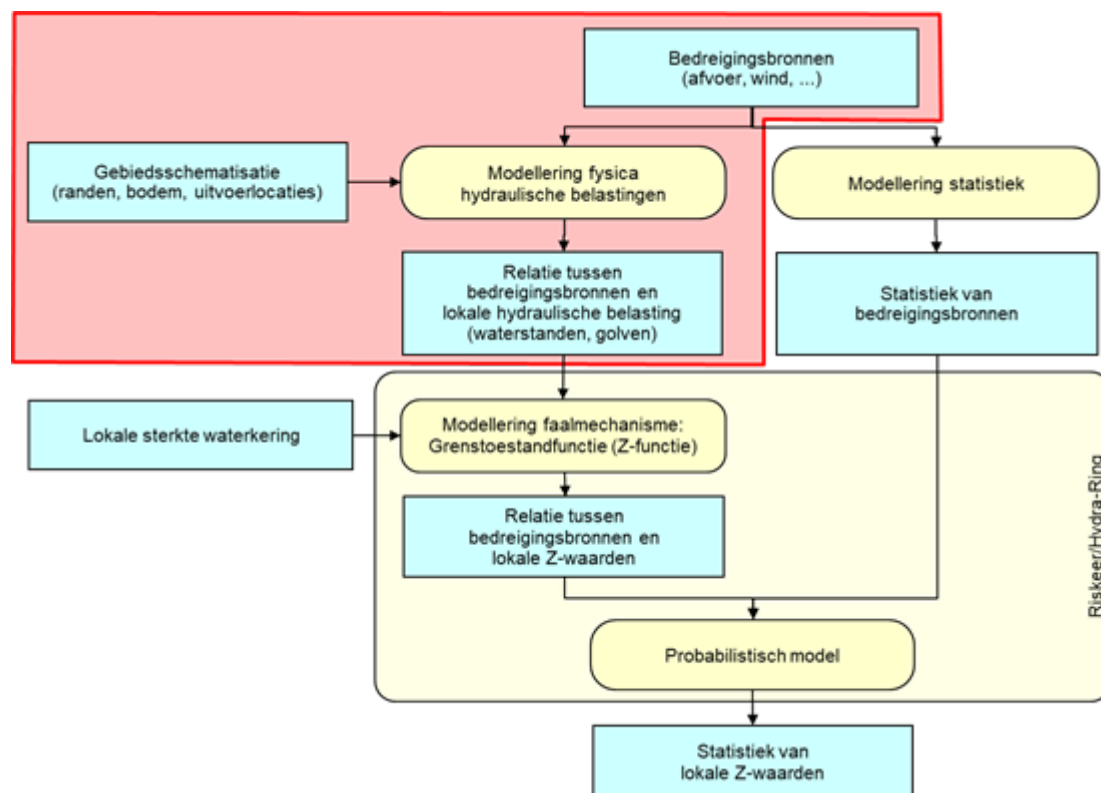 Bedreigingsbronnen
(afvoer, wind, ...)
Gebiedsschematisatie
(randen, bodem, uitvoerlocaties)
Modellering fysica
hydraulische belastingen
Modellering statistiek
Relatie tussen
bedreigingsbronnen en
lokale hydraulische belasting
(waterstanden, golven)
Statistiek van
bedreigingsbronnen
Lokale sterkte waterkering
Modellering faalmechanisme:
Grenstoestandfunctie (Z-functie)
Relatie tussen
bedreigingsbronnen en
lokale Z-waarden
Riskeer/Hydra-Ring
Probabilistisch model
Statistiek van
lokale Z-waarden